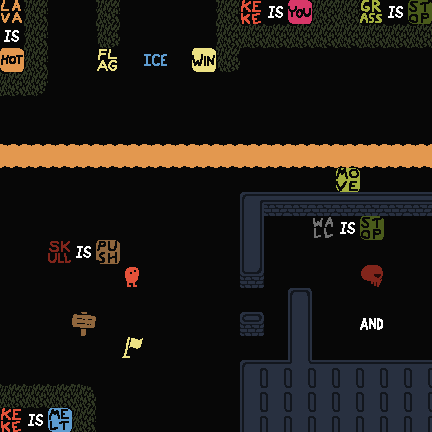 LAVA
IS
HOT
KEKE IS YOU
GRASS IS STOP
FLAG ICE WIN
MOVE
WALL IS STOP
SKULL IS PUSH
AND
KEKE IS MELT